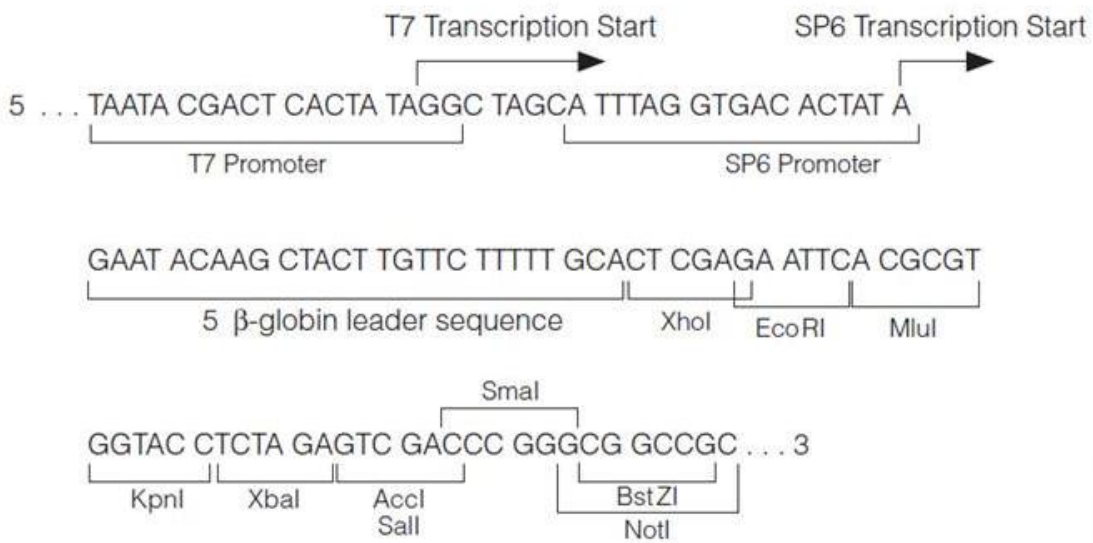 T7 Transcription Start SP6 Transcription Start
5 ... TAATA CGACT CACTA TAGGC TAGCA TTTAG GTGAC ACTAT A
T7 Promoter SP6 Promoter
GAAT ACAAG CTACT TGTTC TTTTT GCACT CGAGA ATTCA CGCGT
5 β-globin leader sequence XhoI EcoRI MluI
SmaI
GGTAC CTCTA GAGTC GACCC GGGCG GCCGC ... 3
KpnI XbaI AccI BstZI
SalI NotI